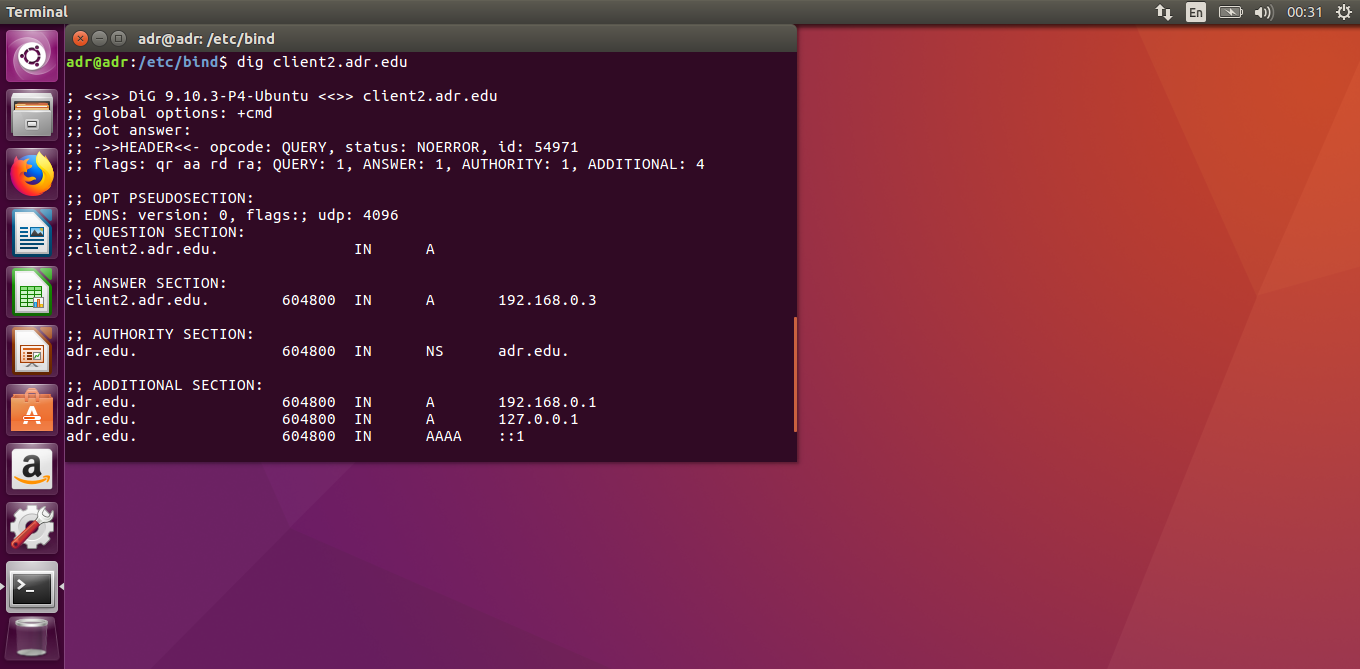 Terminal
En
00:31
adr@adr: /etc/bind
adr@adr:/etc/bind$ dig client2.adr.edu
; <<>> DiG 9.10.3-P4-Ubuntu <<>> client2.adr.edu
;; global options: +cmd
;; Got answer:
;; ->>HEADER<<- opcode: QUERY, status: NOERROR, id: 54971
;; flags: qr aa rd ra; QUERY: 1, ANSWER: 1, AUTHORITY: 1, ADDITIONAL: 4
;; OPT PSEUDOSECTION:
; EDNS: version: 0, flags:; udp: 4096
;; QUESTION SECTION:
;client2.adr.edu. IN A
;; ANSWER SECTION:
client2.adr.edu. 604800 IN A 192.168.0.3
;; AUTHORITY SECTION:
adr.edu. 604800 IN NS adr.edu.
;; ADDITIONAL SECTION:
adr.edu. 604800 IN A 192.168.0.1
adr.edu. 604800 IN A 127.0.0.1
adr.edu. 604800 IN AAAA ::1